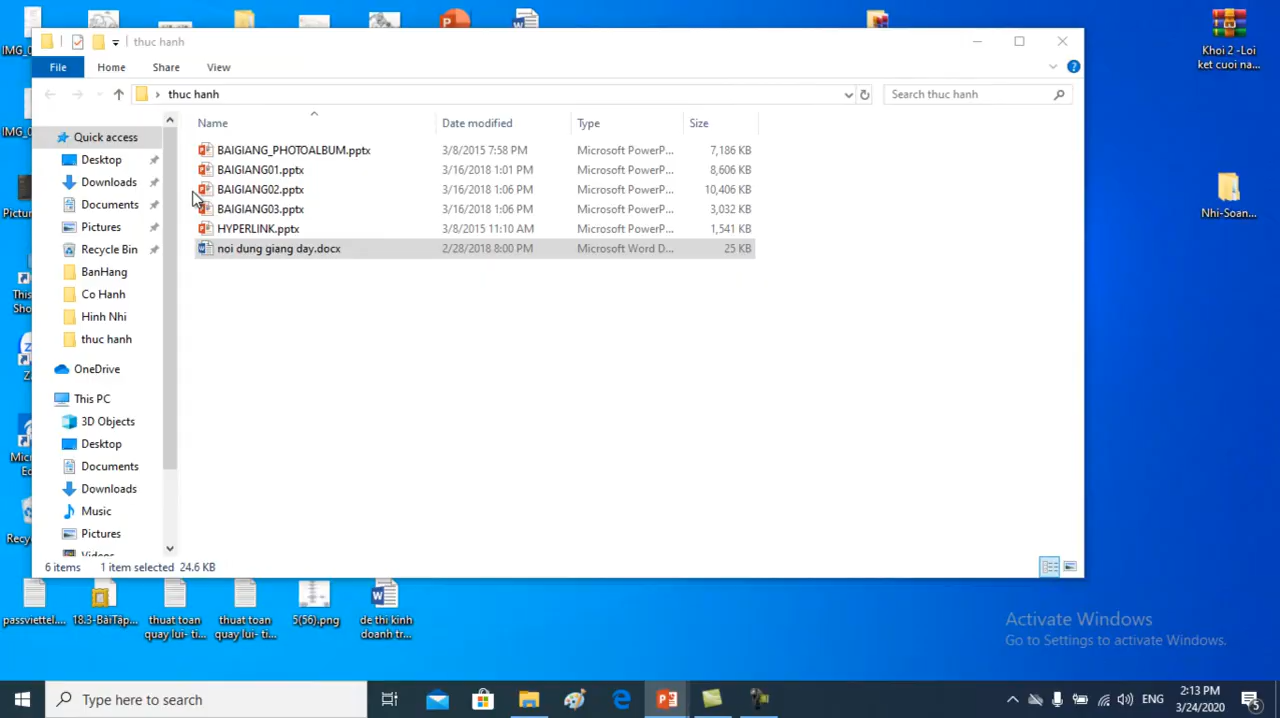 IMG_0
thuc hanh
File Home Share View
thuc hanh
Search thuc hanh
Name Date modified Type Size
Quick access
Desktop
Downloads
Documents
Pictures
Recycle Bin
BanHang
Co Hanh
Hinh Nhi
thuc hanh
OneDrive
This PC
3D Objects
Desktop
Documents
Downloads
Music
Pictures
Videos
BAIGIANG_PHOTOALBUM.pptx 3/8/2015 7:58 PM Microsoft PowerP... 7,186 KB
BAIGIANG01.pptx 3/16/2018 1:01 PM Microsoft PowerP... 8,606 KB
BAIGIANG02.pptx 3/16/2018 1:06 PM Microsoft PowerP... 10,406 KB
BAIGIANG03.pptx 3/16/2018 1:06 PM Microsoft PowerP... 3,032 KB
HYPERLINK.pptx 3/8/2015 11:10 AM Microsoft PowerP... 1,541 KB
noi dung giang day.docx 2/28/2018 8:00 PM Microsoft Word D... 25 KB
6 items 1 item selected 24.6 KB
IMG_0
Pictur
This
Sho
Z
Mic
Ec
Recyc
Khoi 2 -Loi
ket cuoi na...
Nhi-Soan...
passviettel....
18.3-BàiTập...
thuat toan
quay lui- ti...
thuat toan
quay lui- ti...
5(56).png
de thi kinh
doanh tr...
Activate Windows
Go to Settings to activate Windows.
Type here to search
ENG
2:13 PM
3/24/2020
5